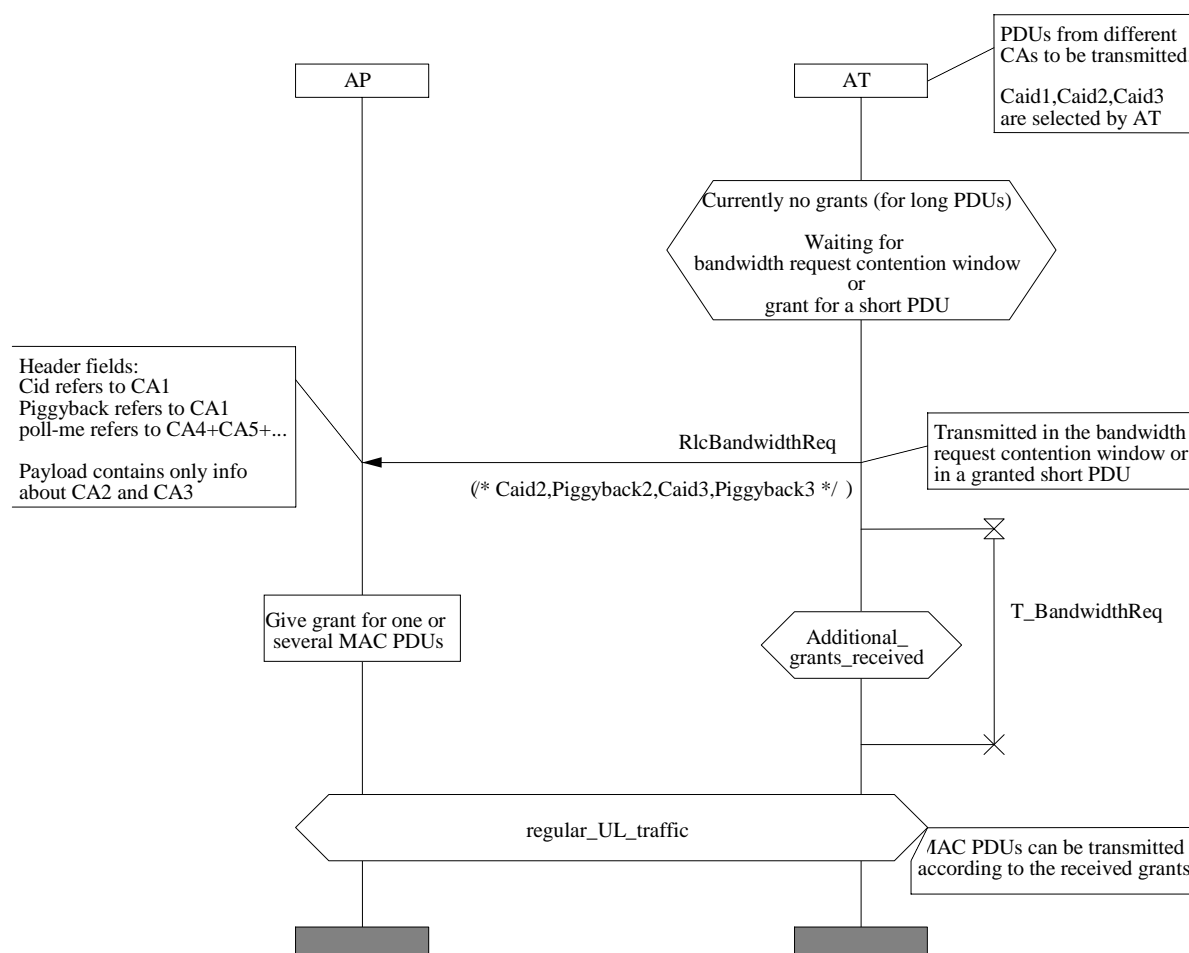 PDUs from different
CAs to be transmitted
Caid1,Caid2,Caid3
are selected by AT
AP
AT
Currently no grants (for long PDUs)
Waiting for
bandwidth request contention window
or
grant for a short PDU
Header fields:
Cid refers to CA1
Piggyback refers to CA1
poll-me refers to CA4+CA5+...
Payload contains only info
about CA2 and CA3
RlcBandwidthReq
(/* Caid2,Piggyback2,Caid3,Piggyback3 */ )
Transmitted in the bandwidth
request contention window or
in a granted short PDU
Give grant for one or
several MAC PDUs
Additional_
grants_received
T_BandwidthReq
regular_UL_traffic
MAC PDUs can be transmitted
according to the received grants